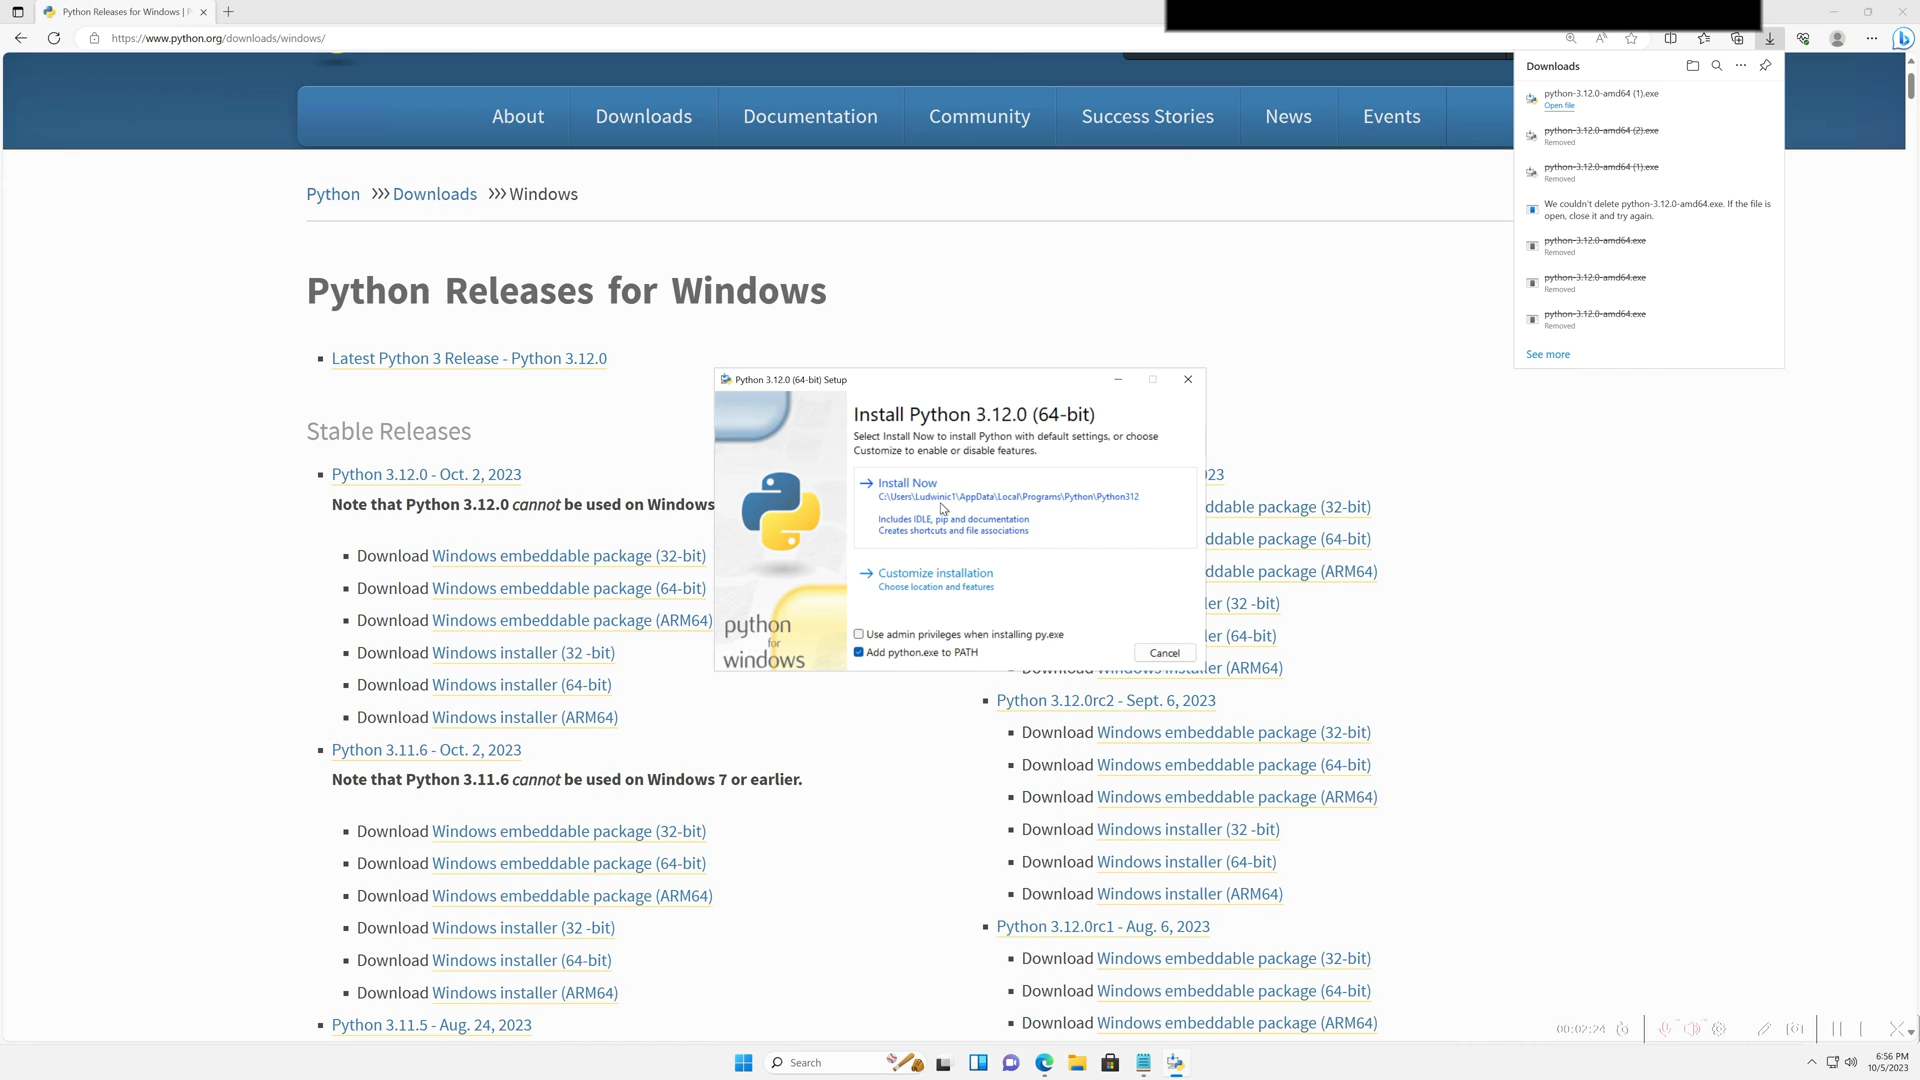 Python Releases for Windows | P
https://www.python.org/downloads/windows/
About
Downloads
Documentation
Community
Success Stories
News
Events
Python >>> Downloads >>> Windows
Python Releases for Windows
Latest Python 3 Release - Python 3.12.0
Stable Releases
Python 3.12.0 - Oct. 2, 2023
Note that Python 3.12.0 cannot be used on Windows
Download Windows embeddable package (32-bit)
Download Windows embeddable package (64-bit)
Download Windows embeddable package (ARM64)
Download Windows installer (32 -bit)
Download Windows installer (64-bit)
Download Windows installer (ARM64)
Python 3.11.6 - Oct. 2, 2023
Note that Python 3.11.6 cannot be used on Windows 7 or earlier.
Download Windows embeddable package (32-bit)
Download Windows embeddable package (64-bit)
Download Windows embeddable package (ARM64)
Download Windows installer (32 -bit)
Download Windows installer (64-bit)
Download Windows installer (ARM64)
Python 3.11.5 - Aug. 24, 2023
Python 3.12.0 (64-bit) Setup
Install Python 3.12.0 (64-bit)
Select Install Now to install Python with default settings, or choose
Customize to enable or disable features.
Install Now
C:\Users\Ludwinic1\AppData\Local\Programs\Python\Python312
Includes IDLE, pip and documentation
Creates shortcuts and file associations
Customize installation
Choose location and features
Use admin privileges when installing py.exe
Add python.exe to PATH
Cancel
python
for
windows
23
ddable package (32-bit)
ddable package (64-bit)
ddable package (ARM64)
ler (32 -bit)
ler (64-bit)
ler (ARM64)
Python 3.12.0rc2 - Sept. 6, 2023
Download Windows embeddable package (32-bit)
Download Windows embeddable package (64-bit)
Download Windows embeddable package (ARM64)
Download Windows installer (32 -bit)
Download Windows installer (64-bit)
Download Windows installer (ARM64)
Python 3.12.0rc1 - Aug. 6, 2023
Download Windows embeddable package (32-bit)
Download Windows embeddable package (64-bit)
Download Windows embeddable package (ARM64)
Downloads
python-3.12.0-amd64 (1).exe
Open file
python-3.12.0-amd64 (2).exe
Removed
python-3.12.0-amd64 (1).exe
Removed
We couldn't delete python-3.12.0-amd64.exe. If the file is
open, close it and try again.
python-3.12.0-amd64.exe
Removed
python-3.12.0-amd64.exe
Removed
python-3.12.0-amd64.exe
Removed
See more
00:02:24
Search
6:56 PM
10/5/2023